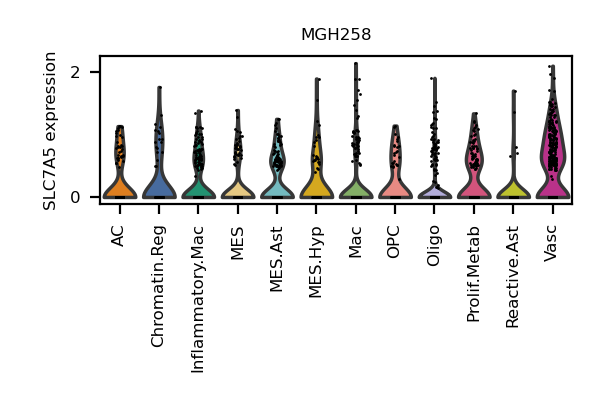 MGH258
SLC7A5 expression
2
0
AC
Chromatin.Reg
Inflammatory.Mac
MES
MES.Ast
MES.Hyp
Mac
OPC
Oligo
Prolif.Metab
Reactive.Ast
Vasc